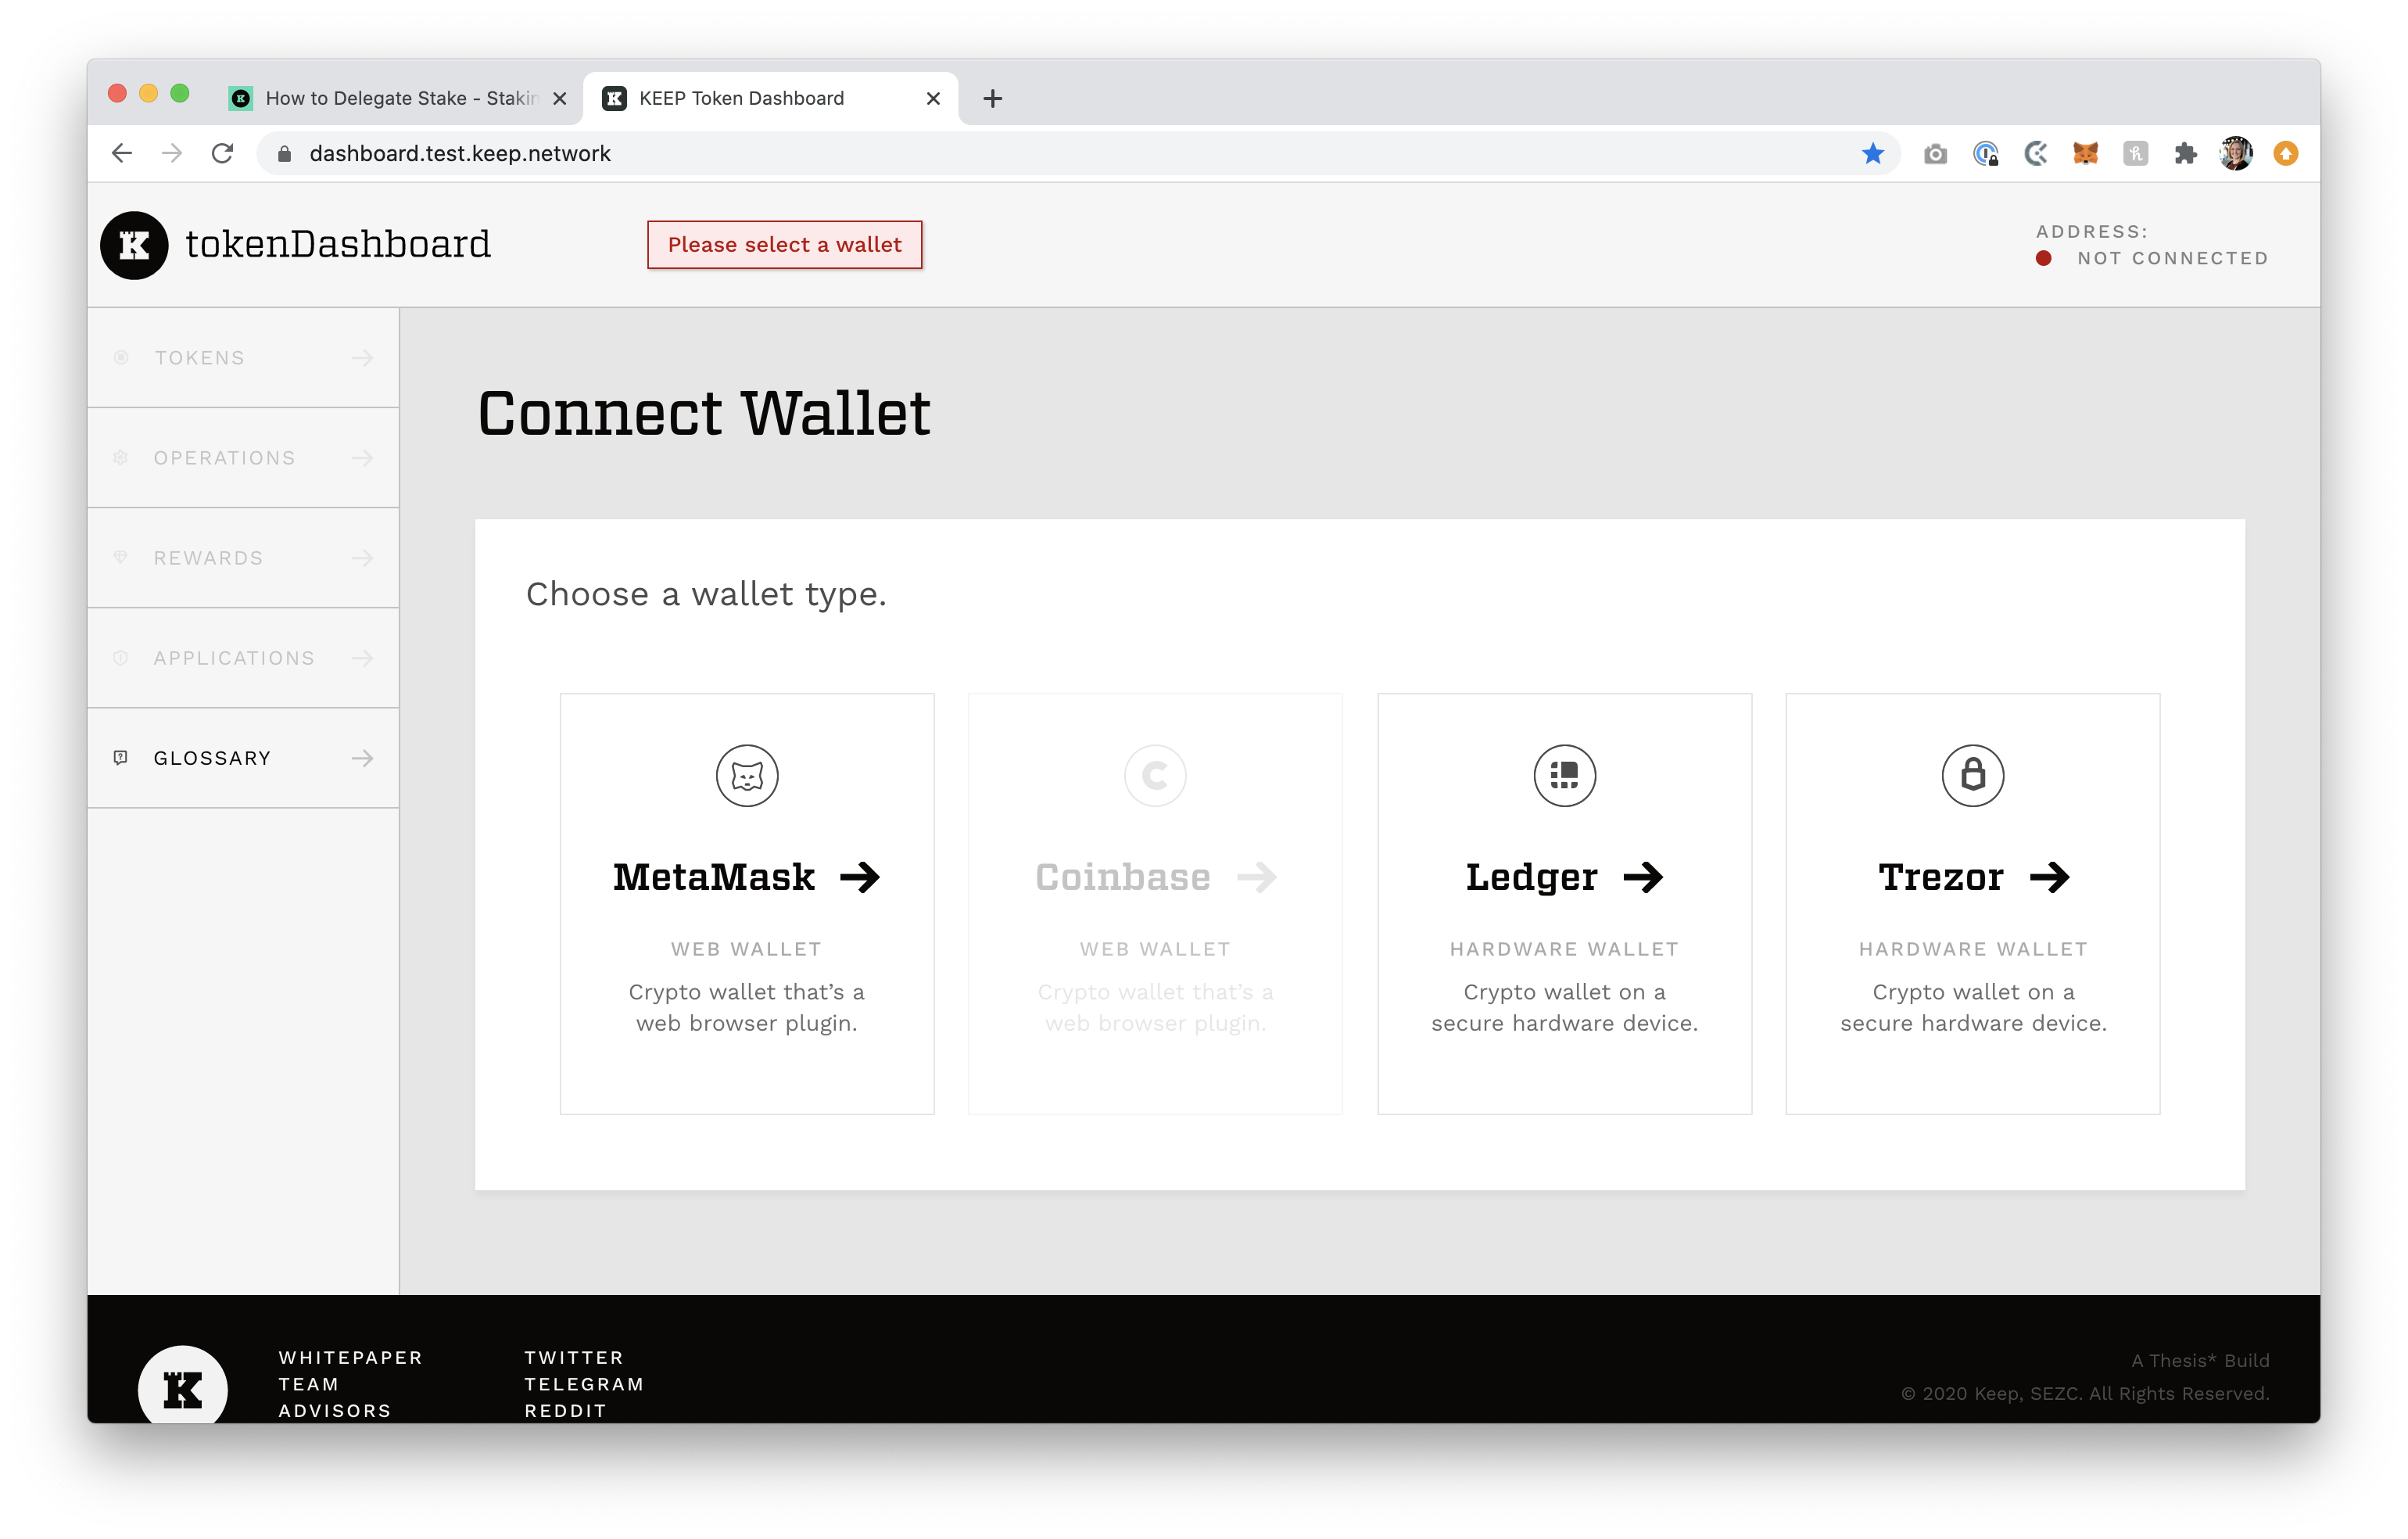 How to Delegate Stake - Stakin
KEEP Token Dashboard
dashboard.test.keep.network
tokenDashboard
Please select a wallet
ADDRESS:
NOT CONNECTED
TOKENS
OPERATIONS
REWARDS
APPLICATIONS
GLOSSARY
Connect Wallet
Choose a wallet type.
MetaMask
WEB WALLET
Crypto wallet that’s a
web browser plugin.
Coinbase
WEB WALLET
Crypto wallet that’s a
web browser plugin.
Ledger
HARDWARE WALLET
Crypto wallet on a
secure hardware device.
Trezor
HARDWARE WALLET
Crypto wallet on a
secure hardware device.
WHITEPAPER
TEAM
ADVISORS
TWITTER
TELEGRAM
REDDIT
A Thesis* Build
© 2020 Keep, SEZC. All Rights Reserved.